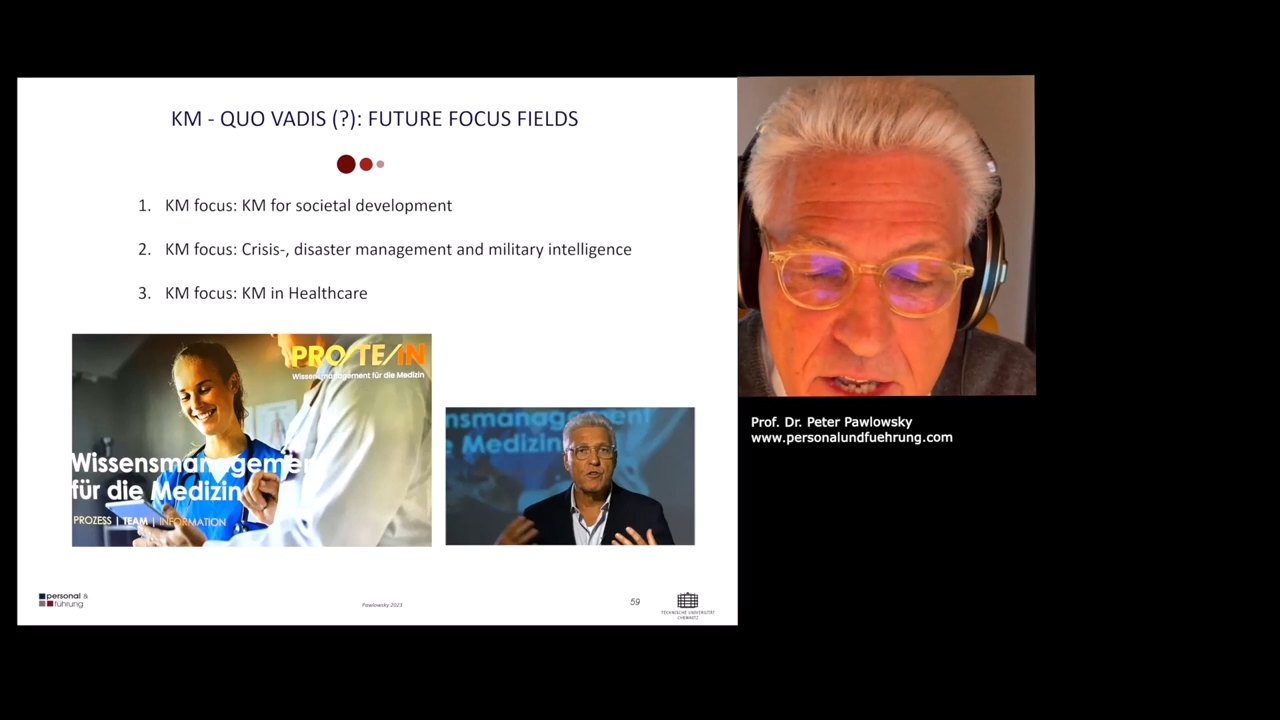 KM - QUO VADIS (?): FUTURE FOCUS FIELDS
1. KM focus: KM for societal development
2. KM focus: Crisis-, disaster management and military intelligence
3. KM focus: KM in Healthcare
PRO/TE/IN
Wissensmanagement für die Medizin
Wissensmanagemen
für die Medizin
PROZESS | TEAM | INFORMATION
nsmanagement
e Medizin
personal &
führung
Pawlowsky 2023
59
TECHNISCHE UNIVERSITÄT
CHEMNITZ
Prof. Dr. Peter Pawlowsky
www.personalundfuehrung.com